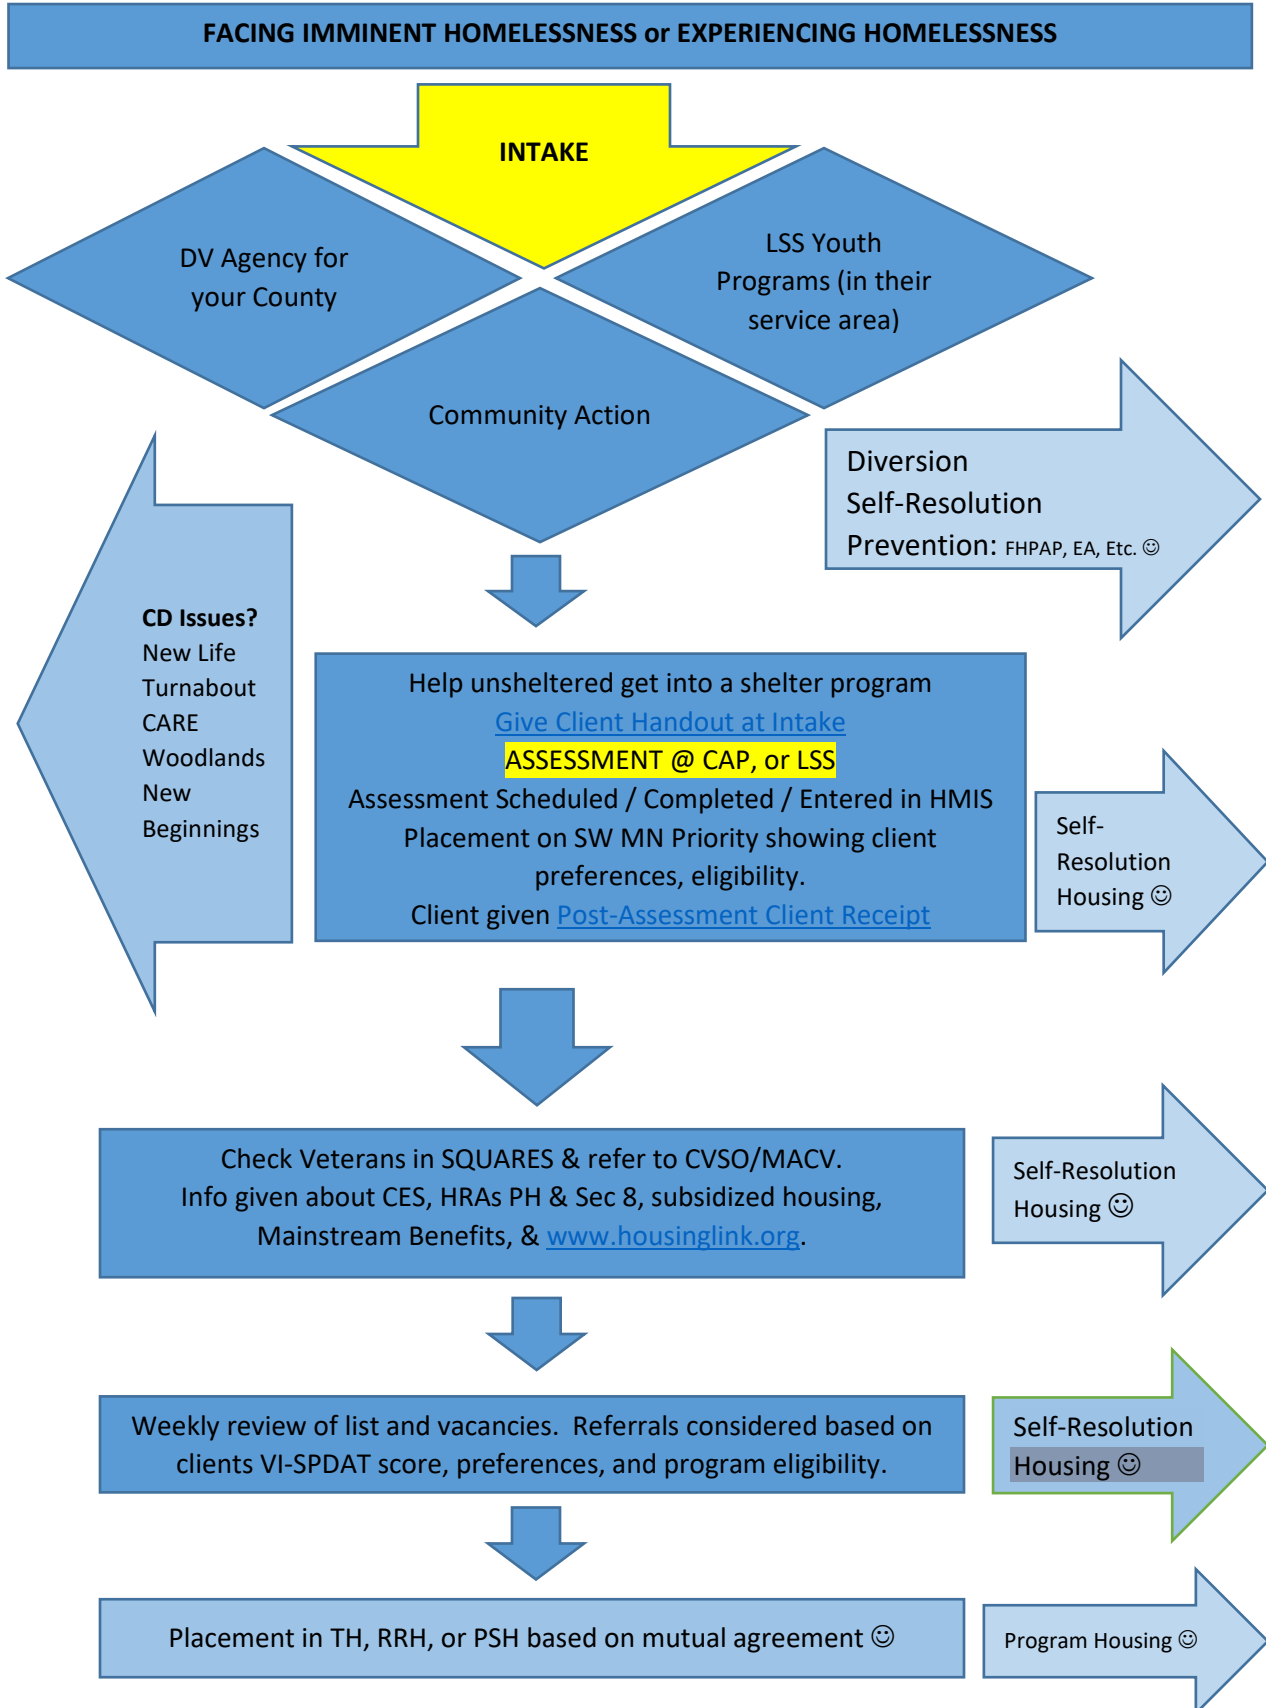 FACING IMMINENT HOMELESSNESS or EXPERIENCING HOMELESSNESS
INTAKE
DV Agency for
your County
LSS Youth
Programs (in their
service area)
Community Action
Diversion
Self-Resolution
Prevention: FHPAP, EA, Etc. ☺
CD Issues?
New Life
Turnabout
CARE
Woodlands
New
Beginnings
Help unsheltered get into a shelter program
Give Client Handout at Intake
ASSESSMENT @ CAP, or LSS
Assessment Scheduled / Completed / Entered in HMIS
Placement on SW MN Priority showing client
preferences, eligibility.
Client given Post-Assessment Client Receipt
Self-
Resolution
Housing ☺
Check Veterans in SQUARES & refer to CVSO/MACV.
Info given about CES, HRAs PH & Sec 8, subsidized housing,
Mainstream Benefits, & www.housinglink.org.
Self-Resolution
Housing ☺
Weekly review of list and vacancies.  Referrals considered based on
clients VI-SPDAT score, preferences, and program eligibility.
Self-Resolution
Housing ☺
Placement in TH, RRH, or PSH based on mutual agreement ☺
Program Housing ☺